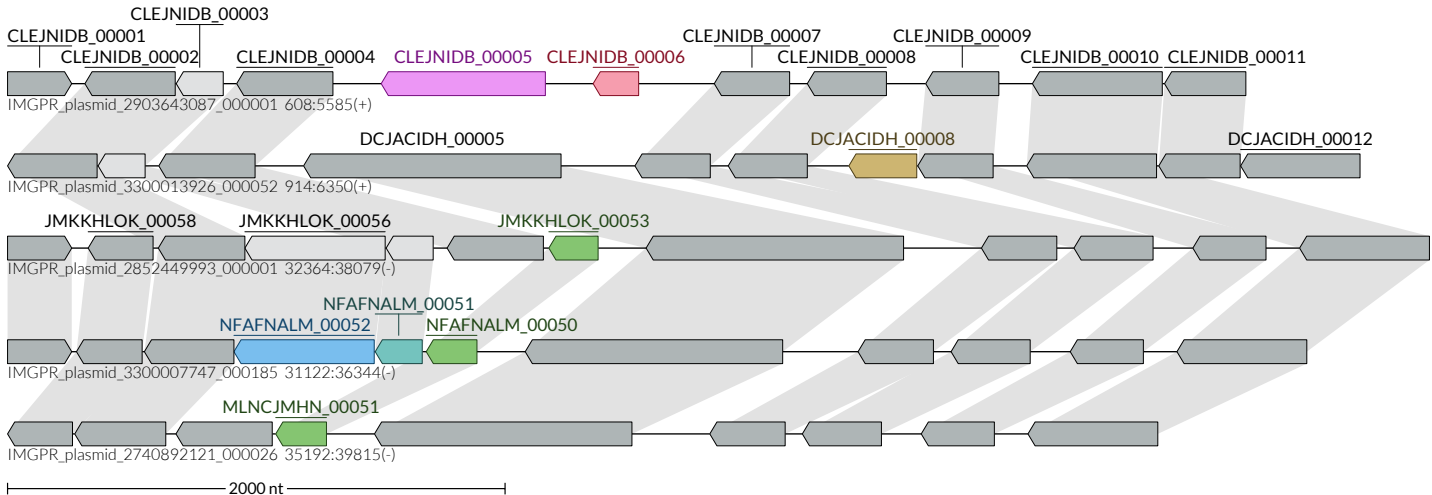 CLEJNIDB_00003
CLEJNIDB_00001 CLEJNIDB_00007 CLEJNIDB_00009
CLEJNIDB_00002 CLEJNIDB_00004 CLEJNIDB_00005 CLEJNIDB_00006 CLEJNIDB_00008 CLEJNIDB_00010 CLEJNIDB_00011
IMGPR_plasmid_2903643087_000001 608:5585(+)
DCJACIDH_00005 DCJACIDH_00008 DCJACIDH_00012
IMGPR_plasmid_3300013926_000052 914:6350(+)
JMKKHLOK_00058 JMKKHLOK_00056 JMKKHLOK_00053
IMGPR_plasmid_2852449993_000001 32364:38079(-)
NFAFNALM_00051
NFAFNALM_00052 NFAFNALM_00050
IMGPR_plasmid_3300007747_000185 31122:36344(-)
MLNCJMHN_00051
IMGPR_plasmid_2740892121_000026 35192:39815(-)
2000 nt